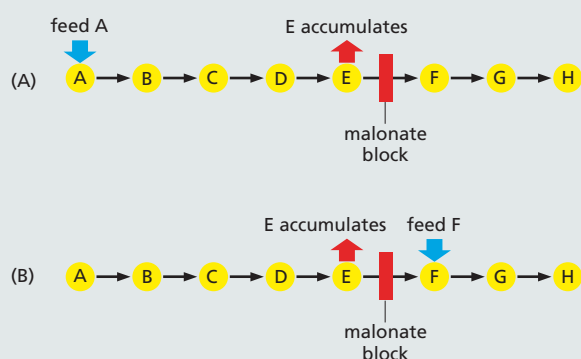 feed A
E accumulates
(A)
A B C D E F G H
malonate
block
E accumulates
feed F
(B)
A B C D E F G H
malonate
block